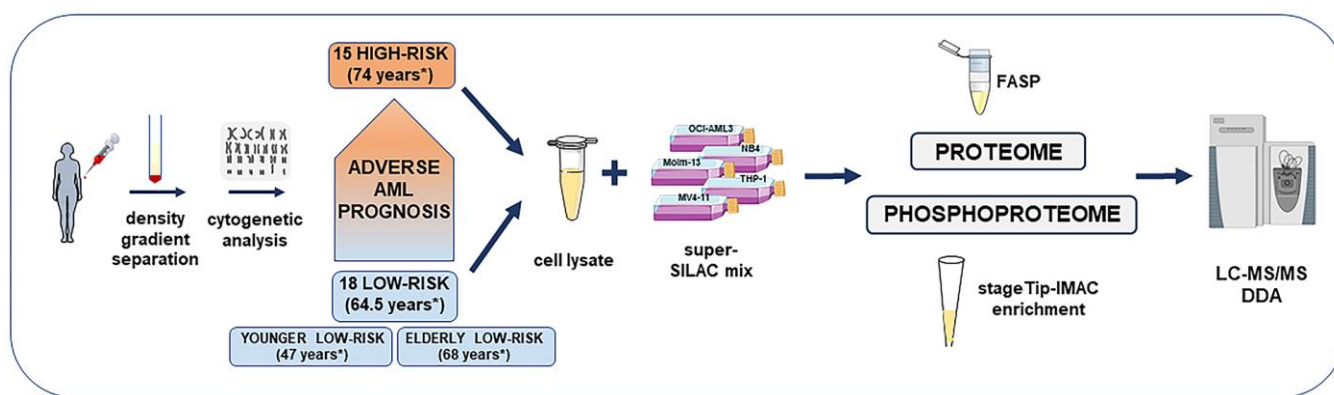 15 HIGH-RISK
(74 years*)
ADVERSE
AML
PROGNOSIS
18 LOW-RISK
(64.5 years*)
YOUNGER LOW-RISK
(47 years*)
ELDERLY LOW-RISK
(68 years*)
density
gradient
separation
cytogenetic
analysis
cell lysate
+
OCI-AML3
NB4
Molm-13
THP-1
MV4-11
super-
SILAC mix
FASP
PROTEOME
PHOSPHOPROTEOME
stageTip-IMAC
enrichment
LC-MS/MS
DDA